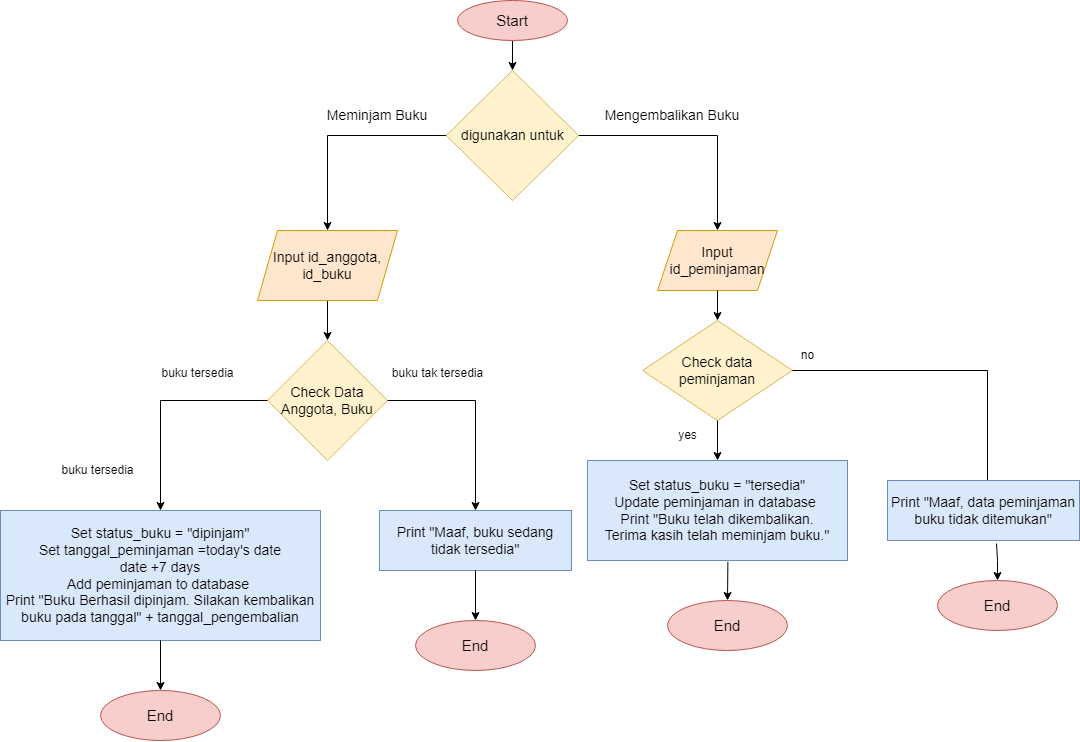 Start
Meminjam Buku
Mengembalikan Buku
digunakan untuk
Input id_anggota,
id_buku
Input
id_peminjaman
Check data
peminjaman
no
buku tersedia
buku tak tersedia
Check Data
Anggota, Buku
yes
buku tersedia
Set status_buku = "tersedia"
Update peminjaman in database
Print "Buku telah dikembalikan.
Terima kasih telah meminjam buku."
Print "Maaf, data peminjaman
buku tidak ditemukan"
Set status_buku = "dipinjam"
Set tanggal_peminjaman =today's date
date +7 days
Add peminjaman to database
Print "Buku Berhasil dipinjam. Silakan kembalikan
buku pada tanggal" + tanggal_pengembalian
Print "Maaf, buku sedang
tidak tersedia"
End
End
End
End